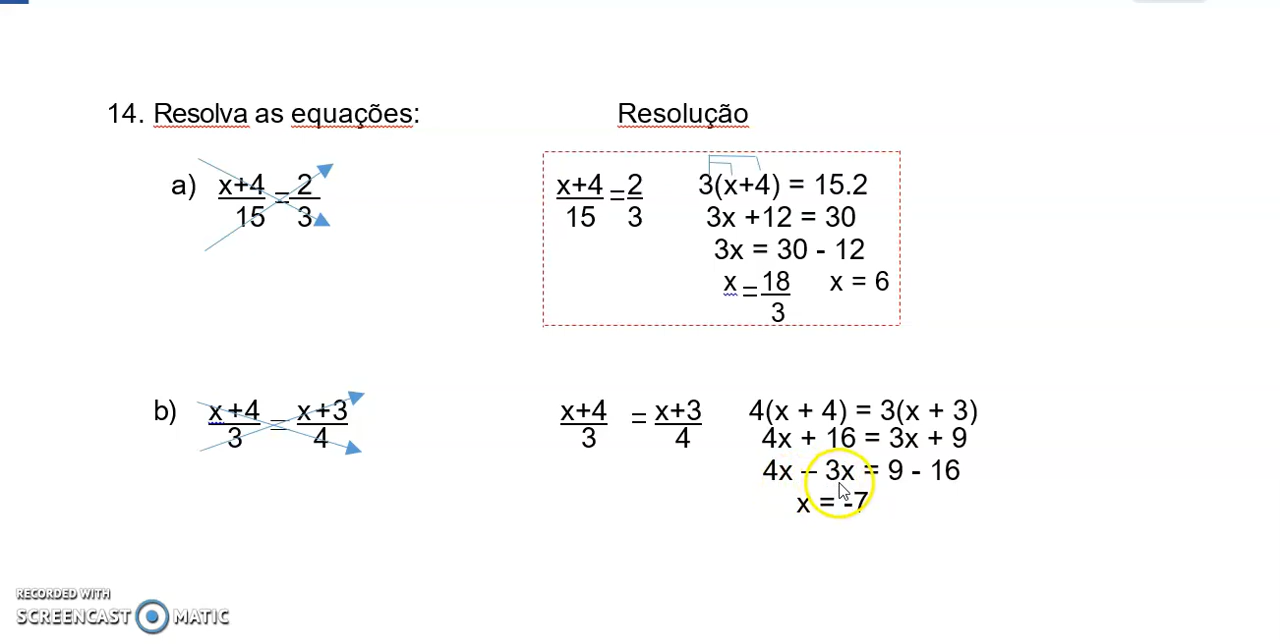 14. Resolva as equações:
Resolução
a) x+4 = 2
15 3
x+4 = 2
15 3
3(x+4) = 15.2
3x +12 = 30
3x = 30 - 12
x = 18 x = 6
3
b) x+4 = x+3
3 4
x+4 = x+3
3 4
4(x + 4) = 3(x + 3)
4x + 16 = 3x + 9
4x – 3x = 9 - 16
x = -7
RECORDED WITH
SCREENCAST MATIC